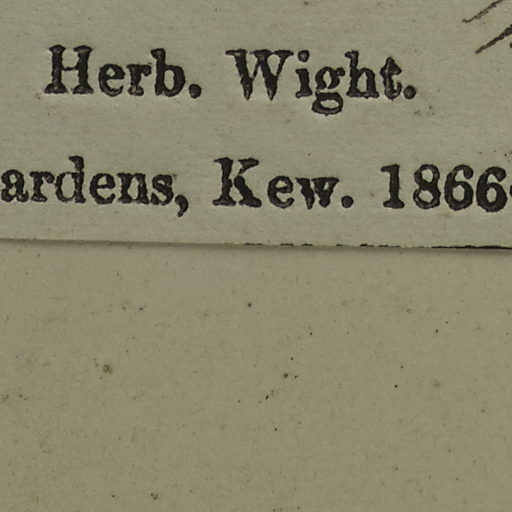 Herb. Wight.
ardens, Kew. 1866